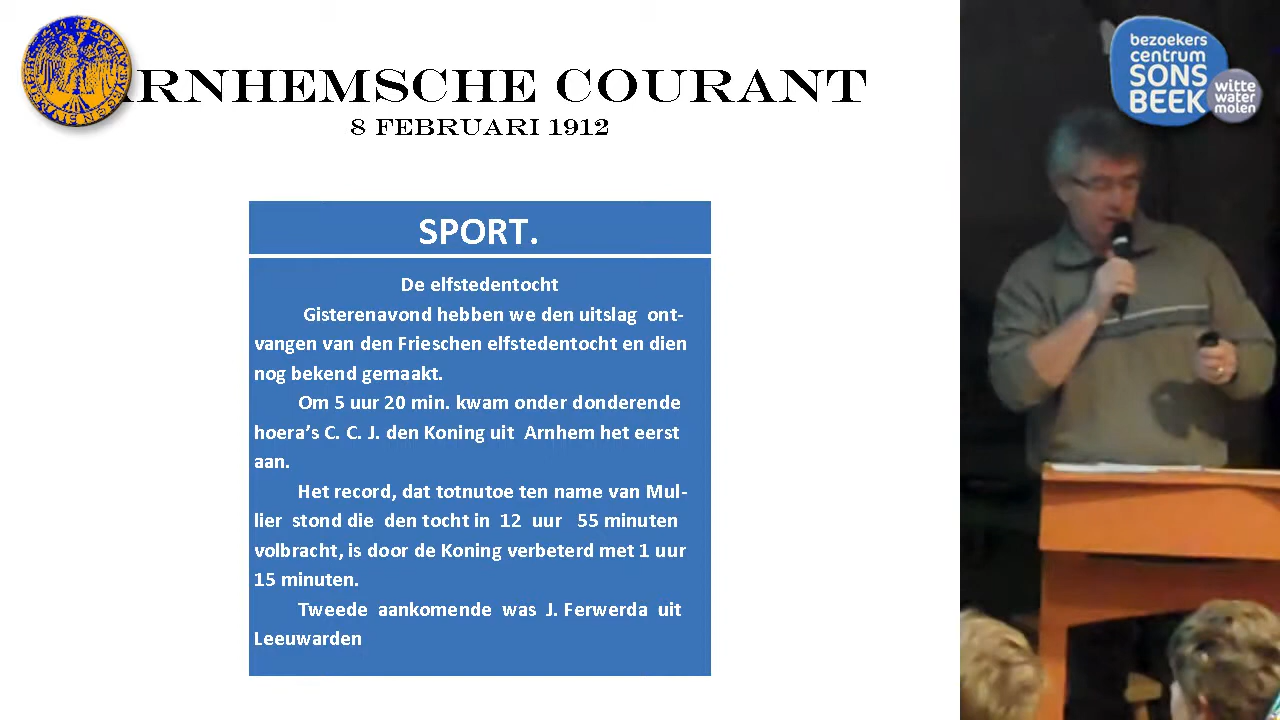 ARNHEMSCHE COURANT
8 FEBRUARI 1912
SPORT.
De elfstedentocht
Gisterenavond hebben we den uitslag ont-
vangen van den Frieschen elfstedentocht en dien
nog bekend gemaakt.
Om 5 uur 20 min. kwam onder donderende
hoera's C. C. J. den Koning uit Arnhem het eerst
aan.
Het record, dat totnutoe ten name van Mul-
lier stond die den tocht in 12 uur 55 minuten
volbracht, is door de Koning verbeterd met 1 uur
15 minuten.
Tweede aankomende was J. Ferwerda uit
Leeuwarden
bezoekers
centrum
SONS
BEEK
witte
water
molen